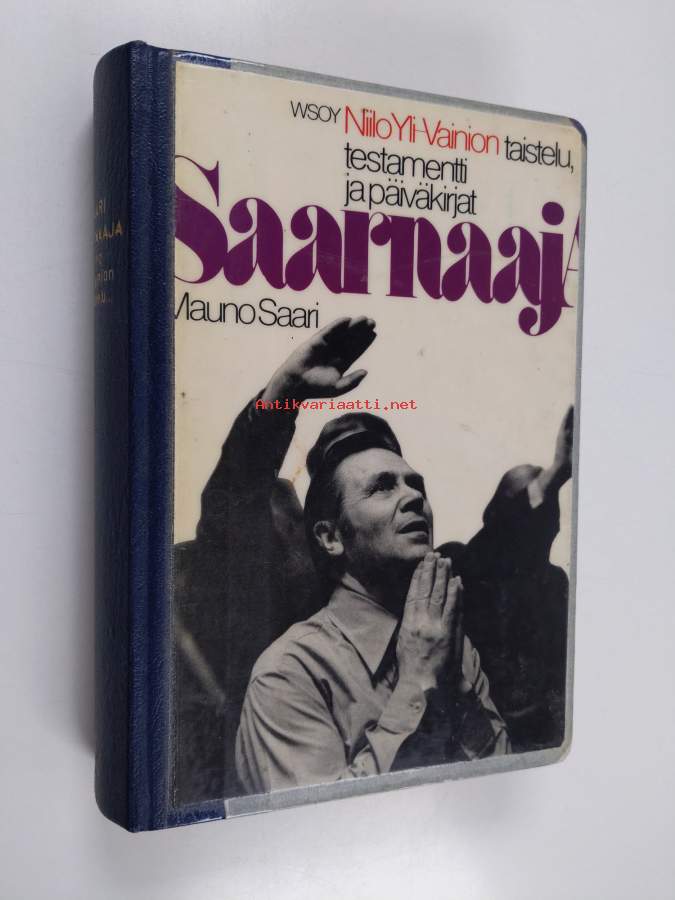 WSOY Niilo Yli-Vainion taistelu,
testamentti
ja päiväkirjat
SaarnaajA
Mauno Saari
Antikvariaatti.net